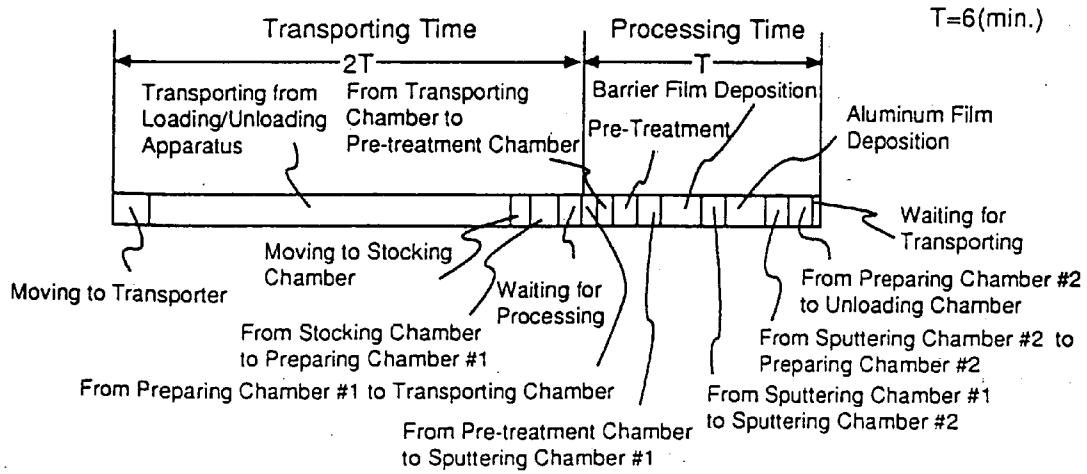 T=6(min.)
Transporting Time
Processing Time
2T
T
Transporting from
Loading/Unloading
Apparatus
From Transporting
Chamber to
Pre-treatment Chamber
Barrier Film Deposition
Pre-Treatment
Aluminum Film
Deposition
Moving to Transporter
Moving to Stocking
Chamber
Waiting for
Processing
Waiting for
Transporting
From Stocking Chamber
to Preparing Chamber #1
From Preparing Chamber #2
to Unloading Chamber
From Preparing Chamber #1 to Transporting Chamber
From Sputtering Chamber #2 to
Preparing Chamber #2
From Pre-treatment Chamber
to Sputtering Chamber #1
From Sputtering Chamber #1
to Sputtering Chamber #2